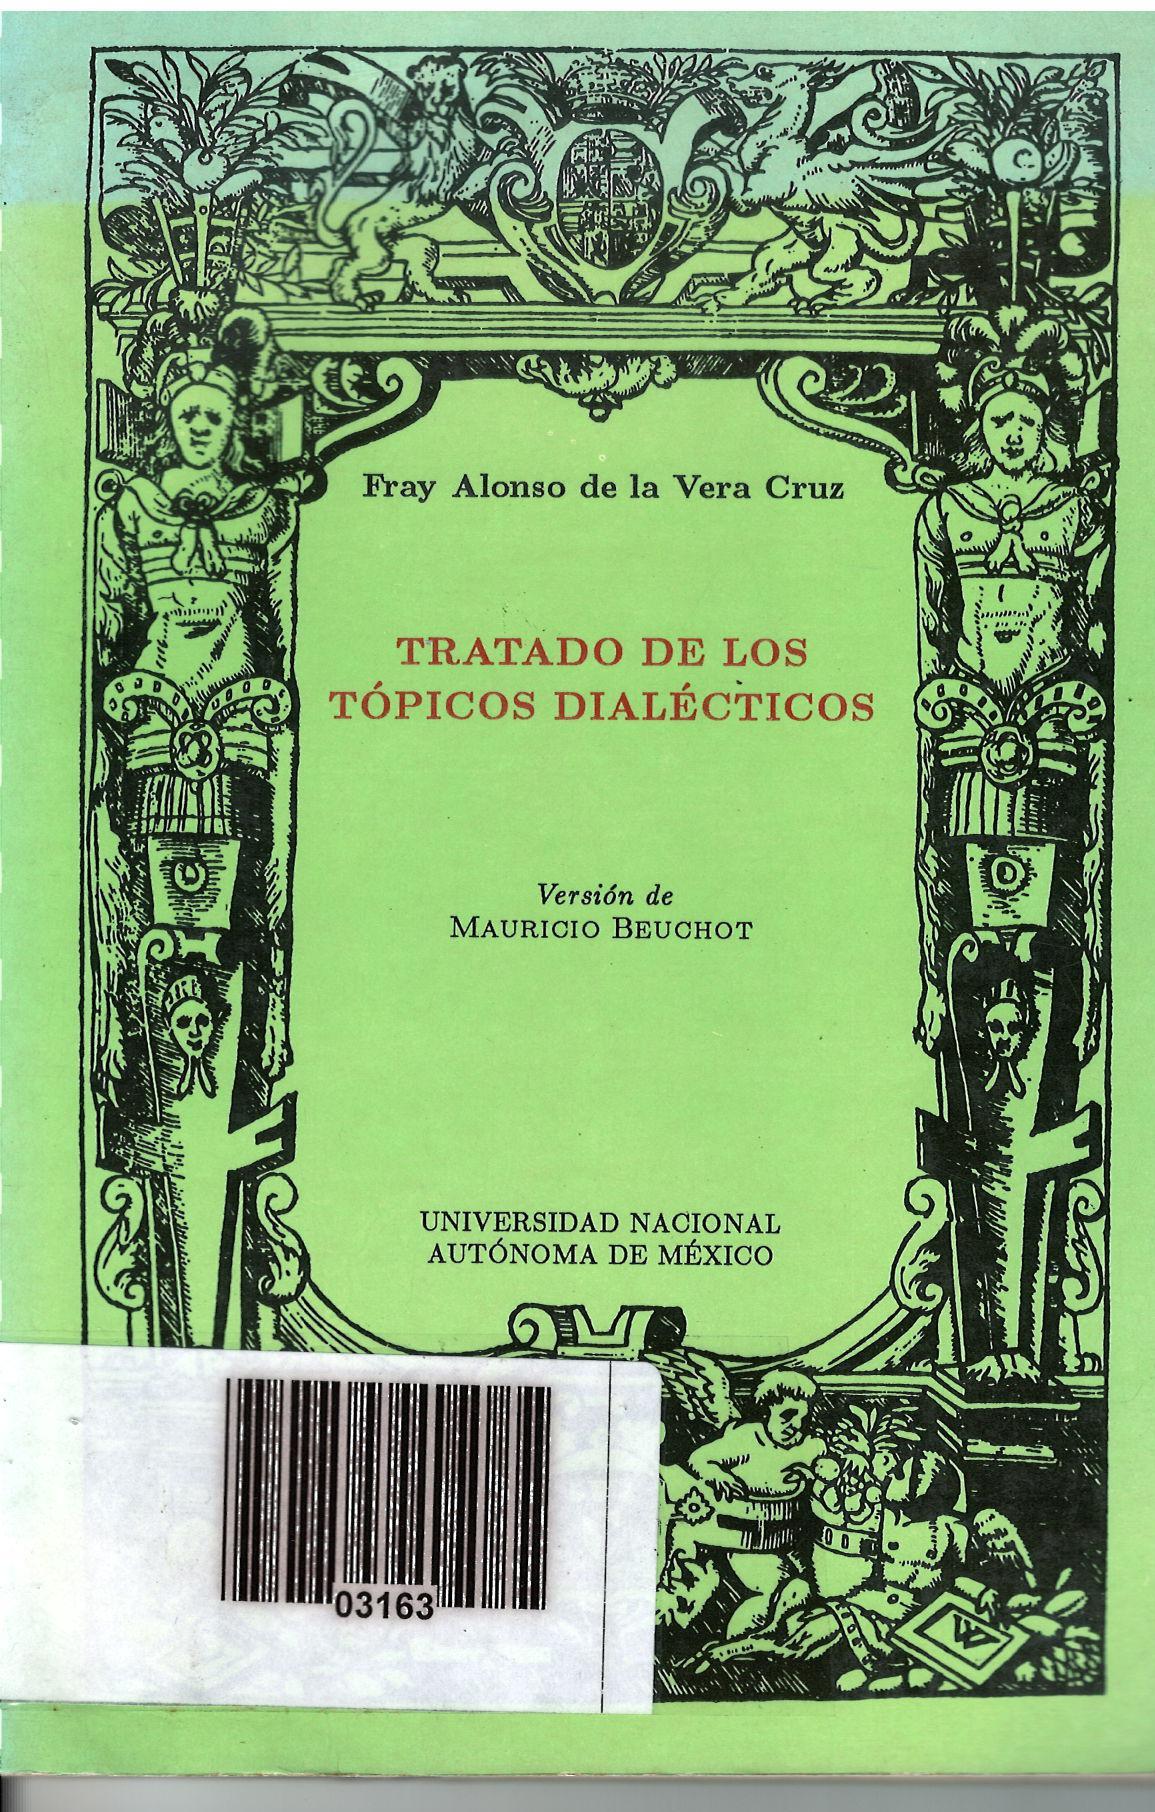 Fray Alonso de la Vera Cruz
TRATADO DE LOS
TÓPICOS DIALÉCTICOS
Versión de
MAURICIO BEUCHOT
UNIVERSIDAD NACIONAL
AUTÓNOMA DE MÉXICO
03163